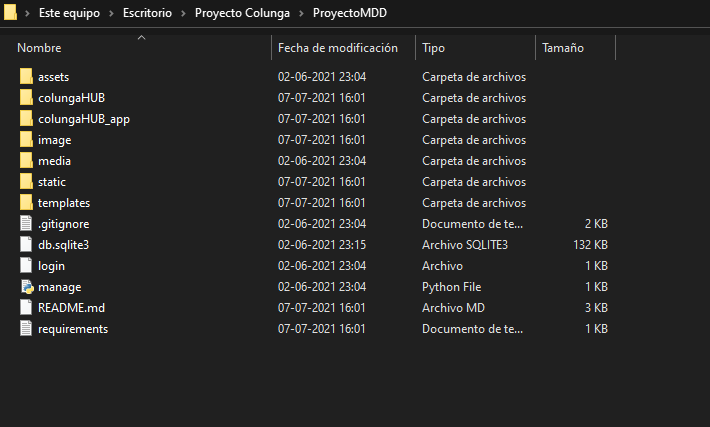 Este equipo > Escritorio > Proyecto Colunga > ProyectoMDD
Nombre Fecha de modificación Tipo Tamaño
assets 02-06-2021 23:04 Carpeta de archivos
colungaHUB 07-07-2021 16:01 Carpeta de archivos
colungaHUB_app 07-07-2021 16:01 Carpeta de archivos
image 07-07-2021 16:01 Carpeta de archivos
media 02-06-2021 23:04 Carpeta de archivos
static 07-07-2021 16:01 Carpeta de archivos
templates 07-07-2021 16:01 Carpeta de archivos
.gitignore 02-06-2021 23:04 Documento de te... 2 KB
db.sqlite3 02-06-2021 23:15 Archivo SQLITE3 132 KB
login 02-06-2021 23:04 Archivo 1 KB
manage 02-06-2021 23:04 Python File 1 KB
README.md 07-07-2021 16:01 Archivo MD 3 KB
requirements 07-07-2021 16:01 Documento de te... 1 KB